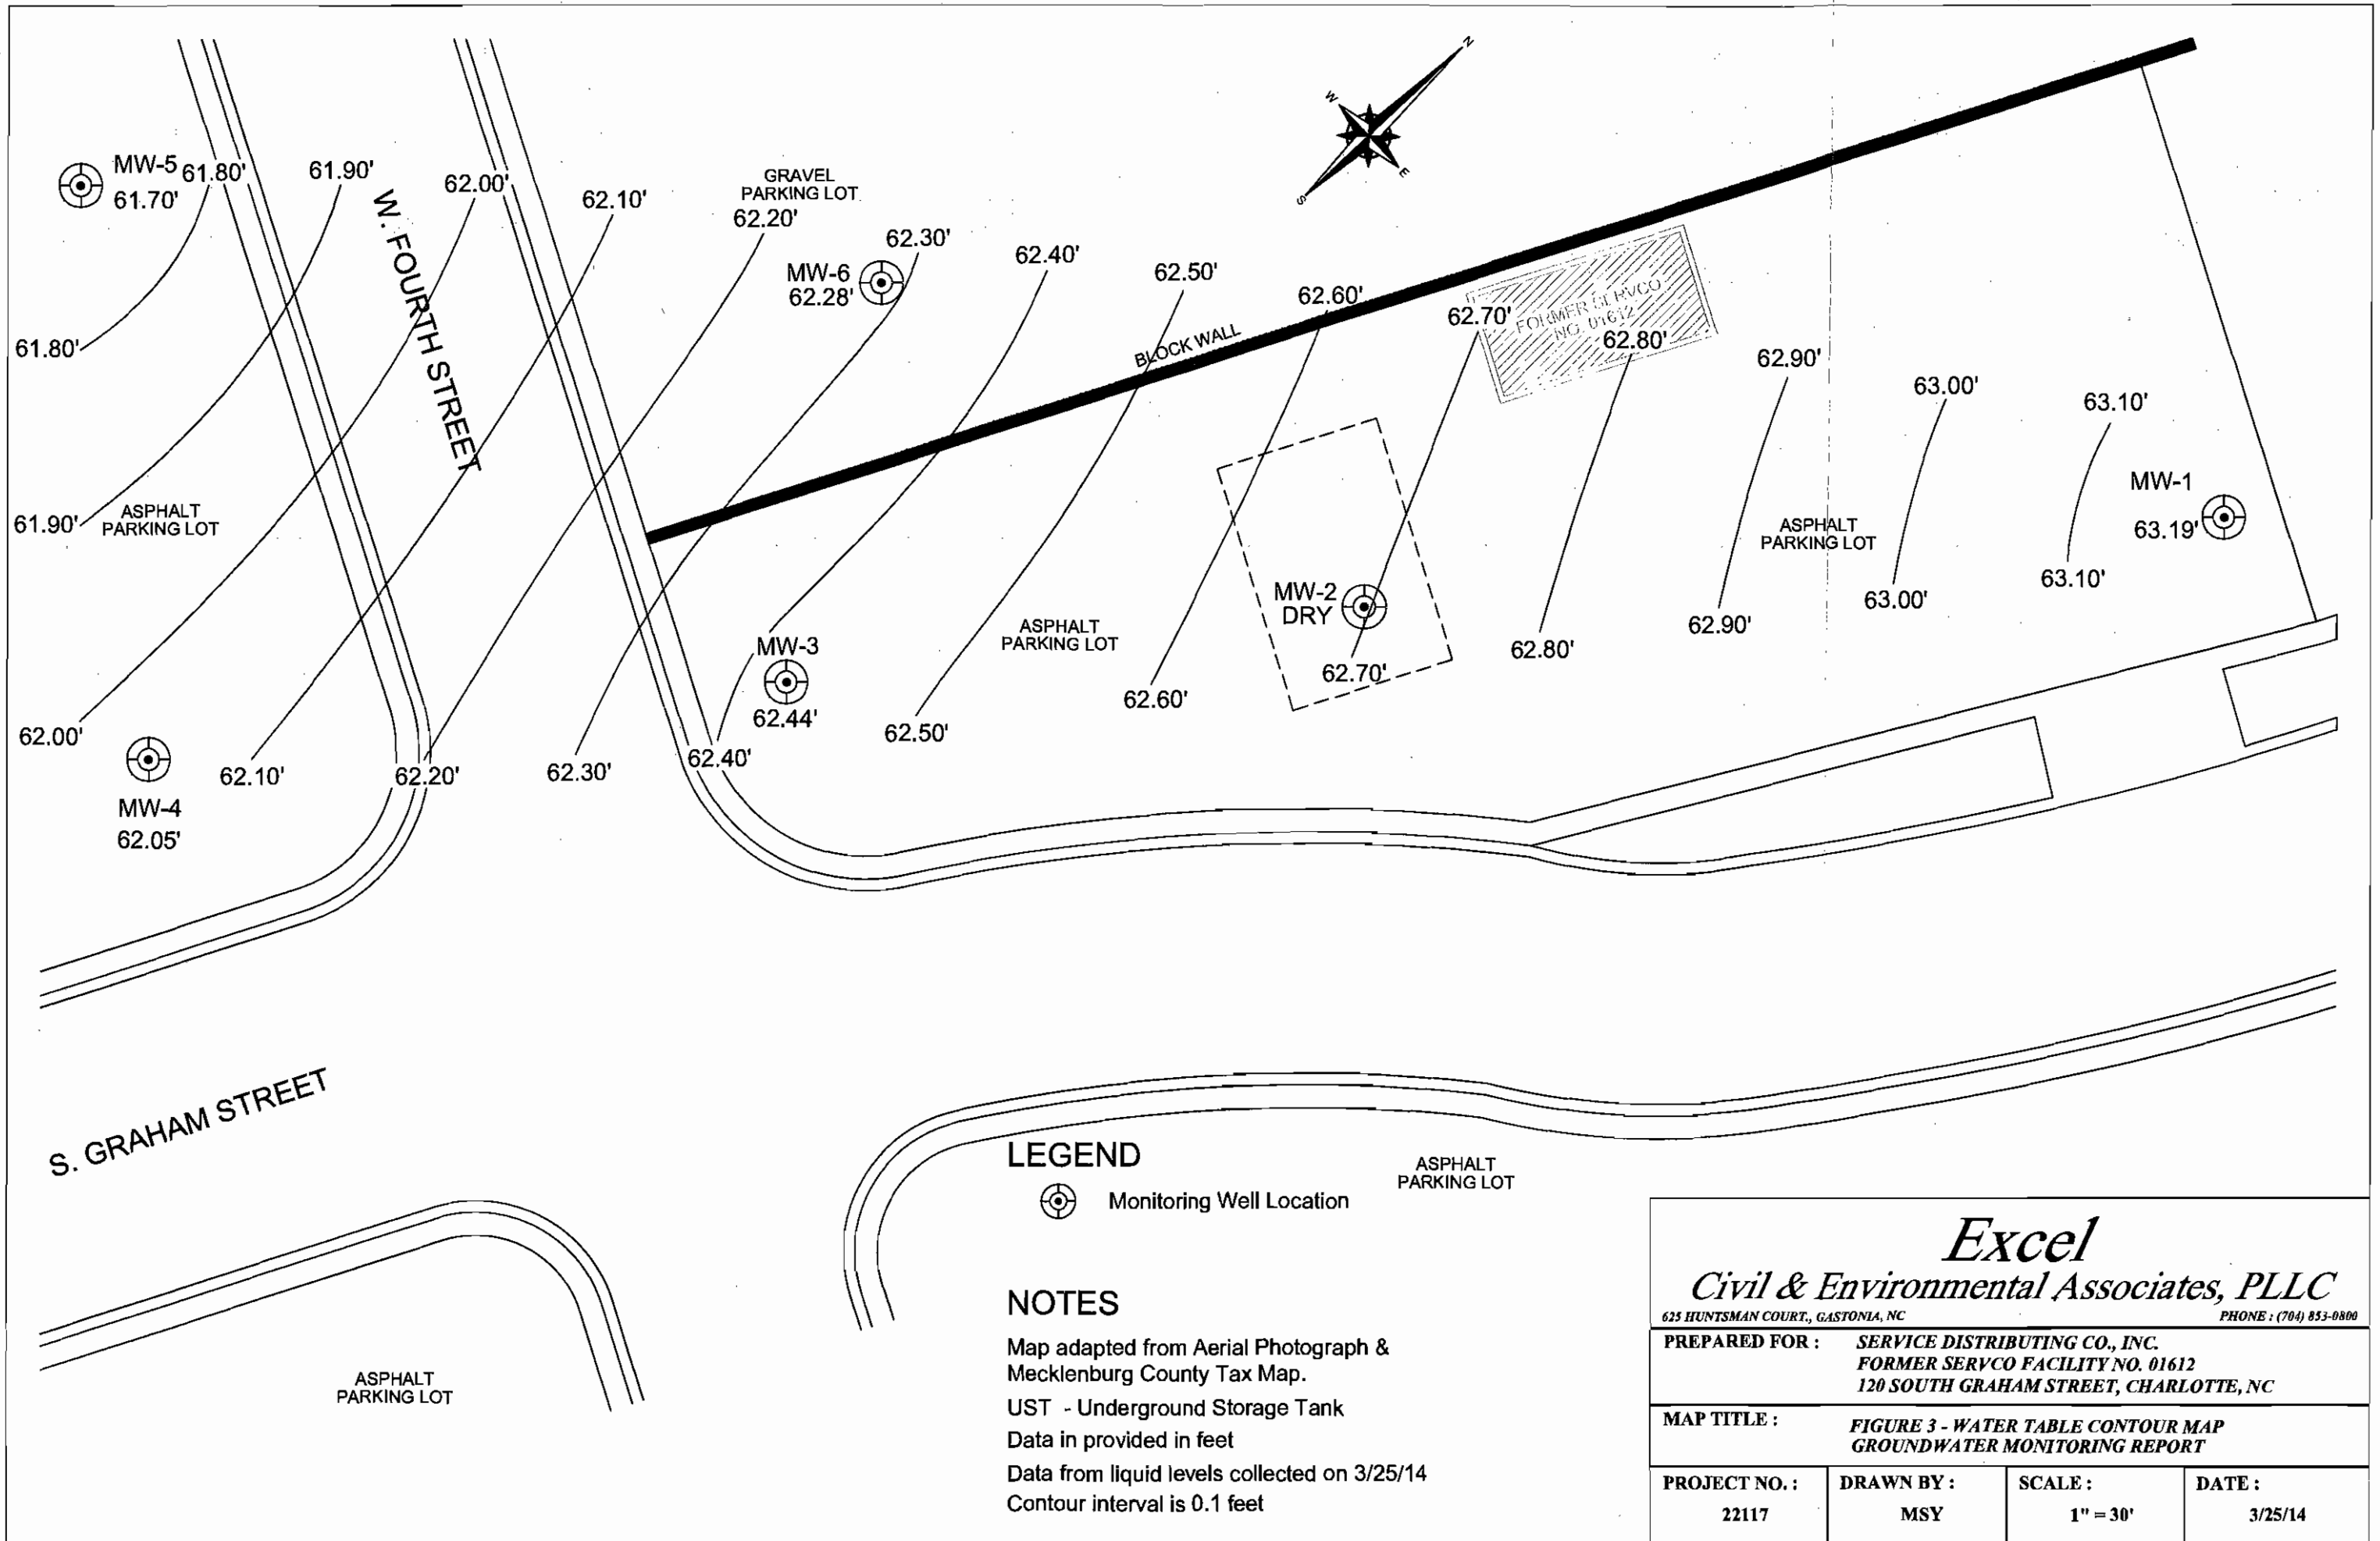 N
W
E
S
MW-5
61.70'
61.80'
61.90'
62.00'
62.10'
GRAVEL
PARKING LOT
62.20'
MW-6
62.28'
62.30'
62.40'
62.50'
62.60'
62.70'
FORMER SERVCO
NO. 01612
62.80'
62.90'
63.00'
63.10'
W. FOURTH STREET
BLOCK WALL
61.80'
61.90'
ASPHALT
PARKING LOT
MW-1
63.19'
ASPHALT
PARKING LOT
63.10'
63.00'
62.90'
MW-2
DRY
62.80'
62.70'
ASPHALT
PARKING LOT
62.60'
MW-3
62.44'
62.50'
62.40'
62.30'
62.20'
62.10'
62.00'
MW-4
62.05'
S. GRAHAM STREET
ASPHALT
PARKING LOT
ASPHALT
PARKING LOT
LEGEND
Monitoring Well Location
NOTES
Map adapted from Aerial Photograph &
Mecklenburg County Tax Map.
UST - Underground Storage Tank
Data in provided in feet
Data from liquid levels collected on 3/25/14
Contour interval is 0.1 feet
Excel
Civil & Environmental Associates, PLLC
625 HUNTSMAN COURT., GASTONIA, NC PHONE : (704) 853-0800
PREPARED FOR : SERVICE DISTRIBUTING CO., INC.
FORMER SERVCO FACILITY NO. 01612
120 SOUTH GRAHAM STREET, CHARLOTTE, NC
MAP TITLE : FIGURE 3 - WATER TABLE CONTOUR MAP
GROUNDWATER MONITORING REPORT
PROJECT NO. : DRAWN BY : SCALE : DATE :
22117 MSY 1" = 30' 3/25/14